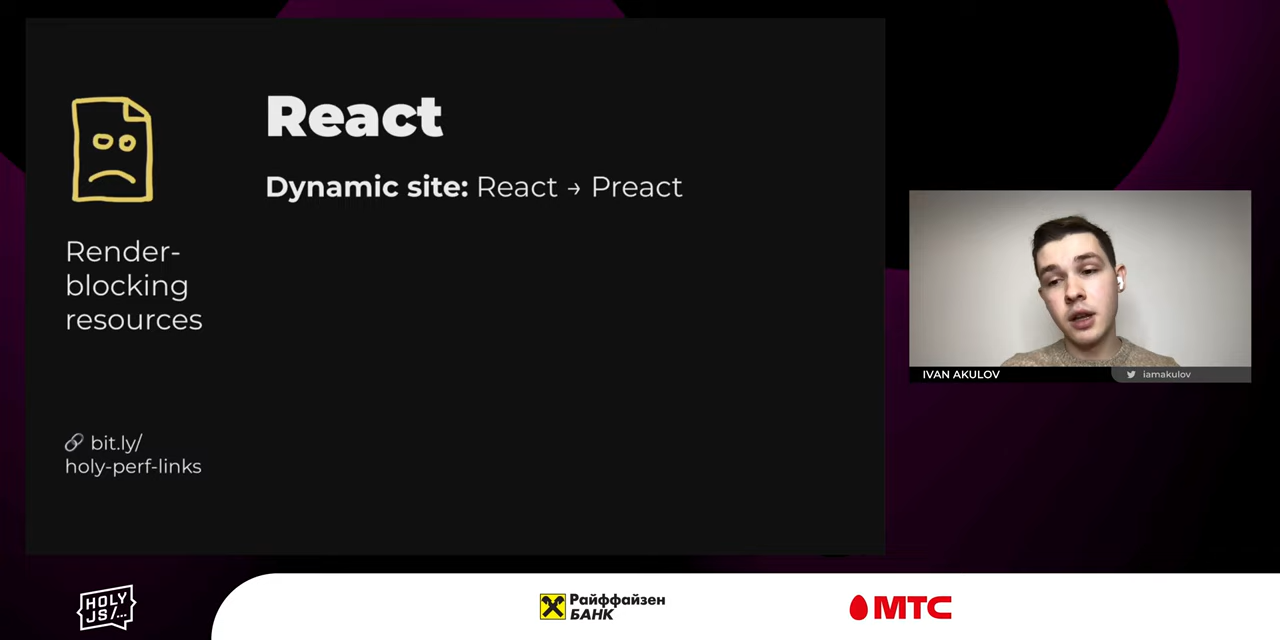 React
Dynamic site: React → Preact
Render-
blocking
resources
bit.ly/
holy-perf-links
IVAN AKULOV
iamakulov
HOLY
JS/...
Райффайзен
БАНК
МТС